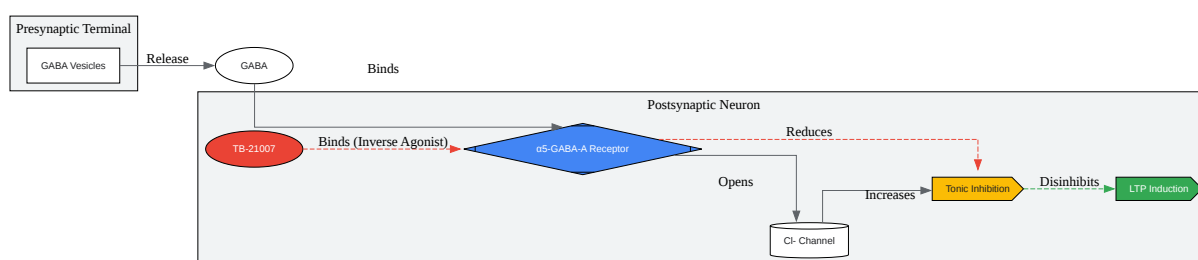 Presynaptic Terminal
GABA Vesicles
Release
GABA
Binds
Postsynaptic Neuron
TB-21007
Binds (Inverse Agonist)
α5-GABA-A Receptor
Reduces
Opens
Cl- Channel
Increases
Tonic Inhibition
Disinhibits
LTP Induction